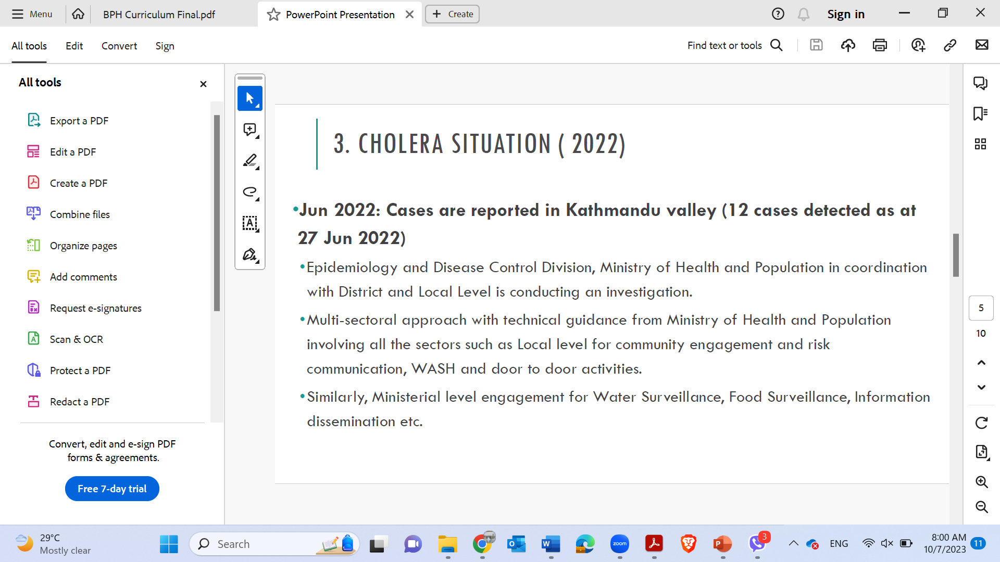 Menu
BPH Curriculum Final.pdf
PowerPoint Presentation
Create
Sign in
All tools
Edit
Convert
Sign
Find text or tools
All tools
Export a PDF
Edit a PDF
Create a PDF
Combine files
Organize pages
Add comments
Request e-signatures
Scan & OCR
Protect a PDF
Redact a PDF
Convert, edit and e-sign PDF
forms & agreements.
Free 7-day trial
3. CHOLERA SITUATION ( 2022)
•Jun 2022: Cases are reported in Kathmandu valley (12 cases detected as at
27 Jun 2022)
•Epidemiology and Disease Control Division, Ministry of Health and Population in coordination
with District and Local Level is conducting an investigation.
•Multi-sectoral approach with technical guidance from Ministry of Health and Population
involving all the sectors such as Local level for community engagement and risk
communication, WASH and door to door activities.
•Similarly, Ministerial level engagement for Water Surveillance, Food Surveillance, Information
dissemination etc.
5
10
29°C
Mostly clear
Search
zoom
3
ENG
8:00 AM
10/7/2023
11